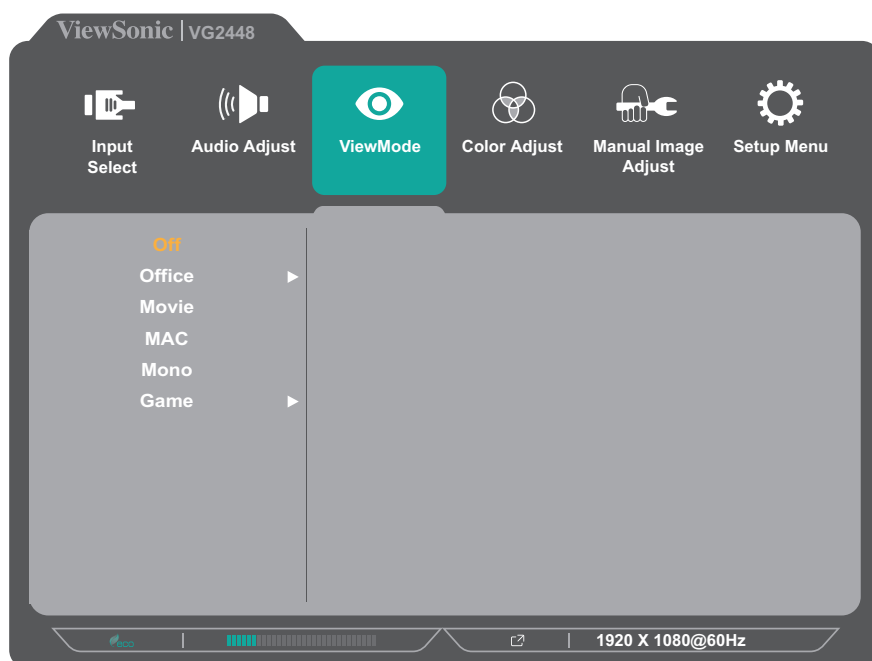 ViewSonic | VG2448
Input
Select
Audio Adjust
ViewMode
Color Adjust
Manual Image
Adjust
Setup Menu
Off
Office
Movie
MAC
Mono
Game
eco
1920 X 1080@60Hz